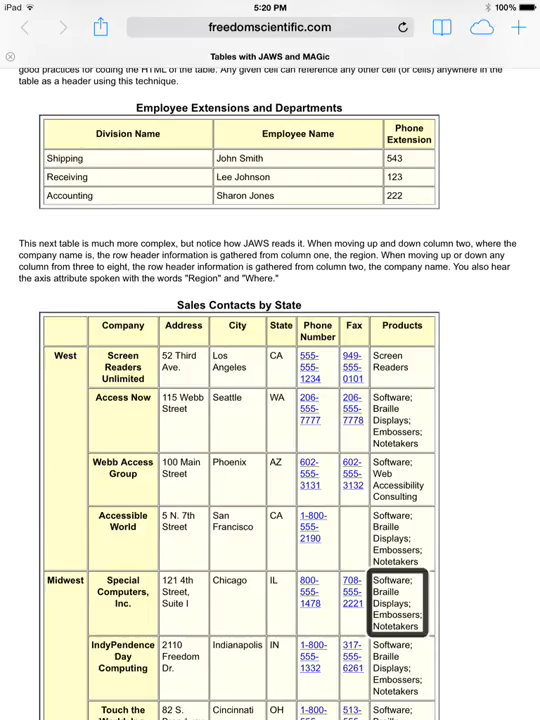 iPad
5:20 PM
100%
freedomscientific.com
Tables with JAWS and MAGic
good practices for coding the HTML of the table. Any given cell can reference any other cell (or cells) anywhere in the
table as a header using this technique.
Employee Extensions and Departments
Division Name Employee Name Phone
Extension
Shipping John Smith 543
Receiving Lee Johnson 123
Accounting Sharon Jones 222
This next table is much more complex, but notice how JAWS reads it. When moving up and down column two, where the
company name is, the row header information is gathered from column one, the region. When moving up or down any
column from three to eight, the row header information is gathered from column two, the company name. You also hear
the axis attribute spoken with the words "Region" and "Where."
Sales Contacts by State
Company Address City State Phone Fax Products
Number
West Screen 52 Third Los CA 555- 949- Screen
Readers Ave. Angeles 555- 555- Readers
Unlimited 1234 0101
Access Now 115 Webb Seattle WA 206- 206- Software;
Street 555- 555- Braille
7777 7778 Displays;
Embossers;
Notetakers
Webb Access 100 Main Phoenix AZ 602- 602- Software;
Group Street 555- 555- Web
3131 3132 Accessibility
Consulting
Accessible 5 N. 7th San CA 1-800- Software;
World Street Francisco 555- Braille
2190 Displays;
Embossers;
Notetakers
Midwest Special 121 4th Chicago IL 800- 708- Software;
Computers, Street, 555- 555- Braille
Inc. Suite I 1478 2221 Displays;
Embossers;
Notetakers
IndyPendence 2110 Indianapolis IN 1-800- 317- Software;
Day Freedom 555- 555- Braille
Computing Dr. 1332 6261 Displays;
Embossers;
Notetakers
Touch the 82 S. Cincinnati OH 1-800- 513- Software;